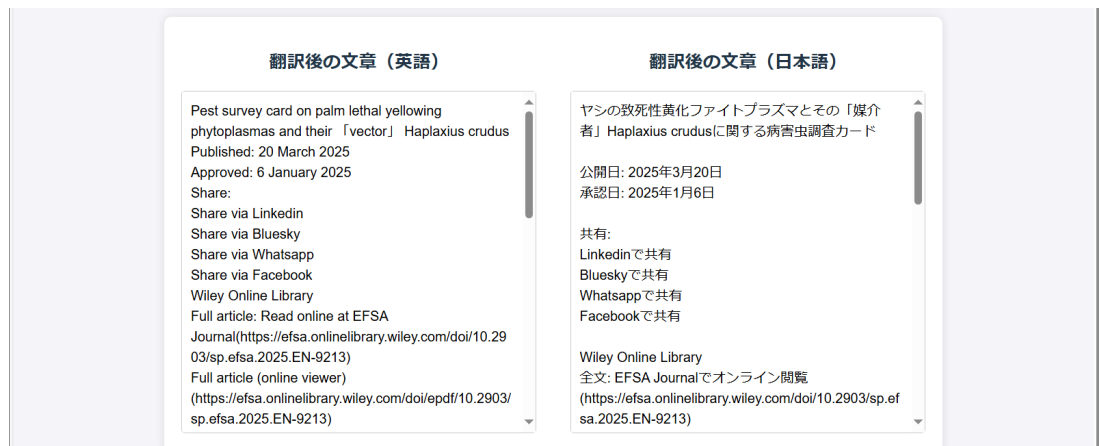 翻訳後の文章（英語）
Pest survey card on palm lethal yellowing
phytoplasmas and their 「vector」 Haplaxius crudus
Published: 20 March 2025
Approved: 6 January 2025
Share:
Share via Linkedin
Share via Bluesky
Share via Whatsapp
Share via Facebook
Wiley Online Library
Full article: Read online at EFSA
Journal(https://efsa.onlinelibrary.wiley.com/doi/10.29
03/sp.efsa.2025.EN-9213)
Full article (online viewer)
(https://efsa.onlinelibrary.wiley.com/doi/epdf/10.2903/
sp.efsa.2025.EN-9213)
翻訳後の文章（日本語）
ヤシの致死性黄化ファイトプラズマとその「媒介
者」Haplaxius crudusに関する病害虫調査カード
公開日: 2025年3月20日
承認日: 2025年1月6日
共有:
Linkedinで共有
Blueskyで共有
Whatsappで共有
Facebookで共有
Wiley Online Library
全文: EFSA Journalでオンライン閲覧
(https://efsa.onlinelibrary.wiley.com/doi/10.2903/sp.ef
sa.2025.EN-9213)